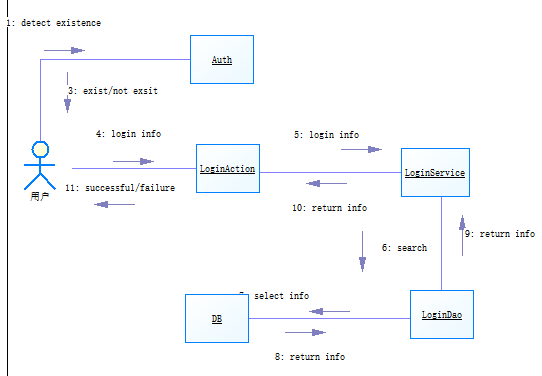 1: detect existence
Auth
3: exist/not exsit
4: login info
5: login info
LoginAction
LoginService
11: successful/failure
用户
10: return info
6: search
9: return info
select info
DB
LoginDao
8: return info